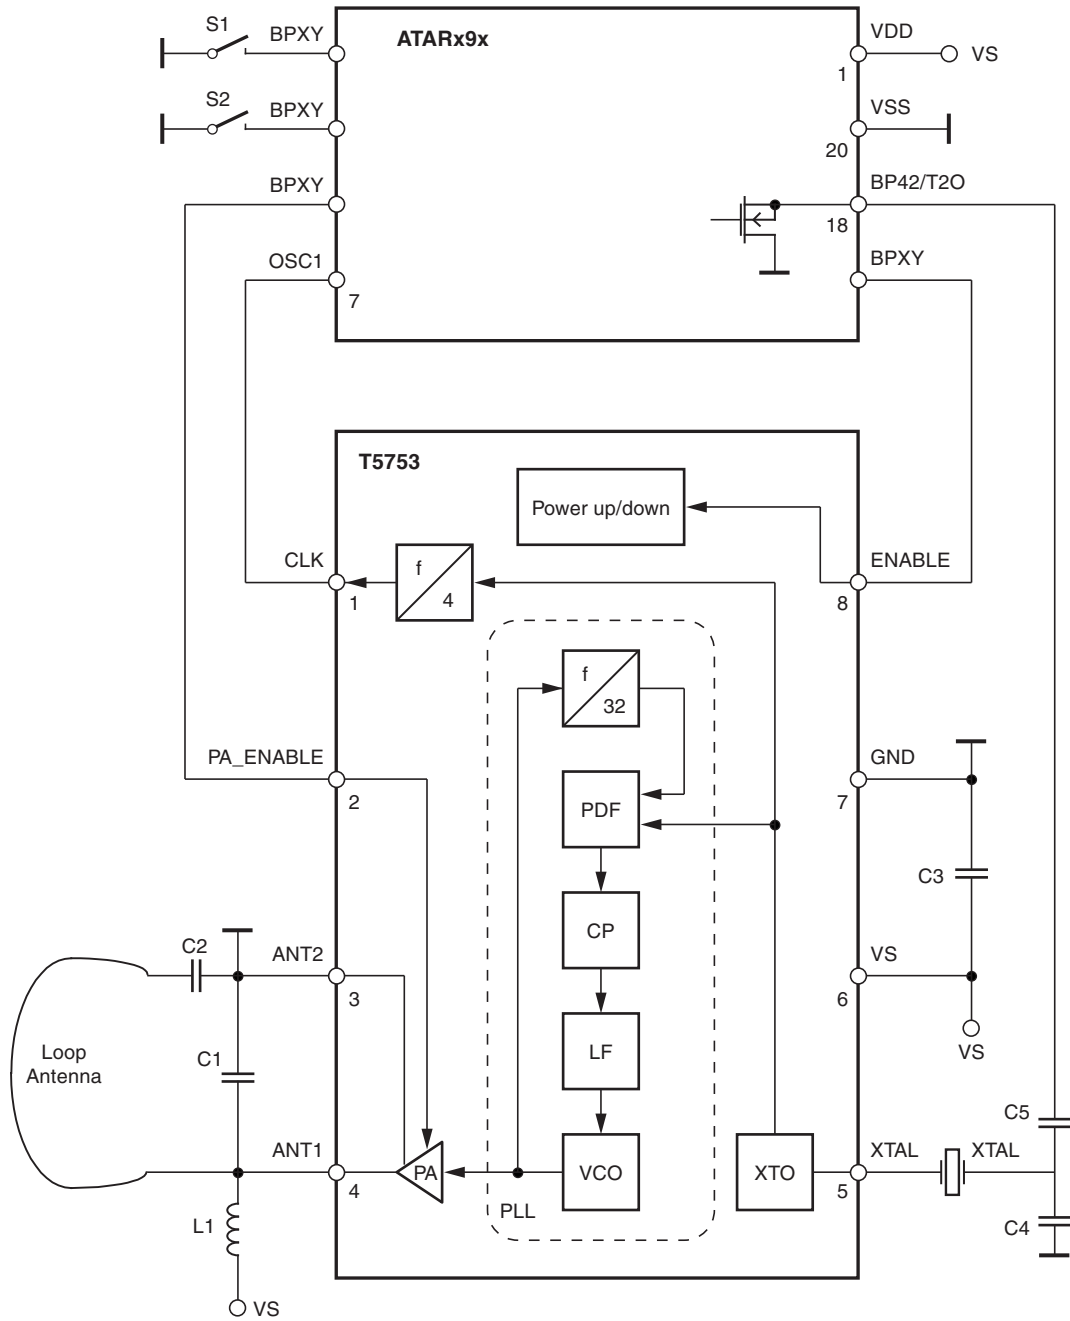 S1
BPXY
ATARx9x
VDD
1
VS
S2
BPXY
VSS
20
BPXY
BP42/T2O
18
OSC1
7
BPXY
T5753
Power up/down
CLK
1
f
4
ENABLE
8
f
32
PA_ENABLE
2
PDF
GND
7
C3
CP
C2
ANT2
3
VS
6
VS
Loop
Antenna
C1
LF
C5
ANT1
4
PA
VCO
XTO
XTAL
5
XTAL
PLL
L1
C4
VS